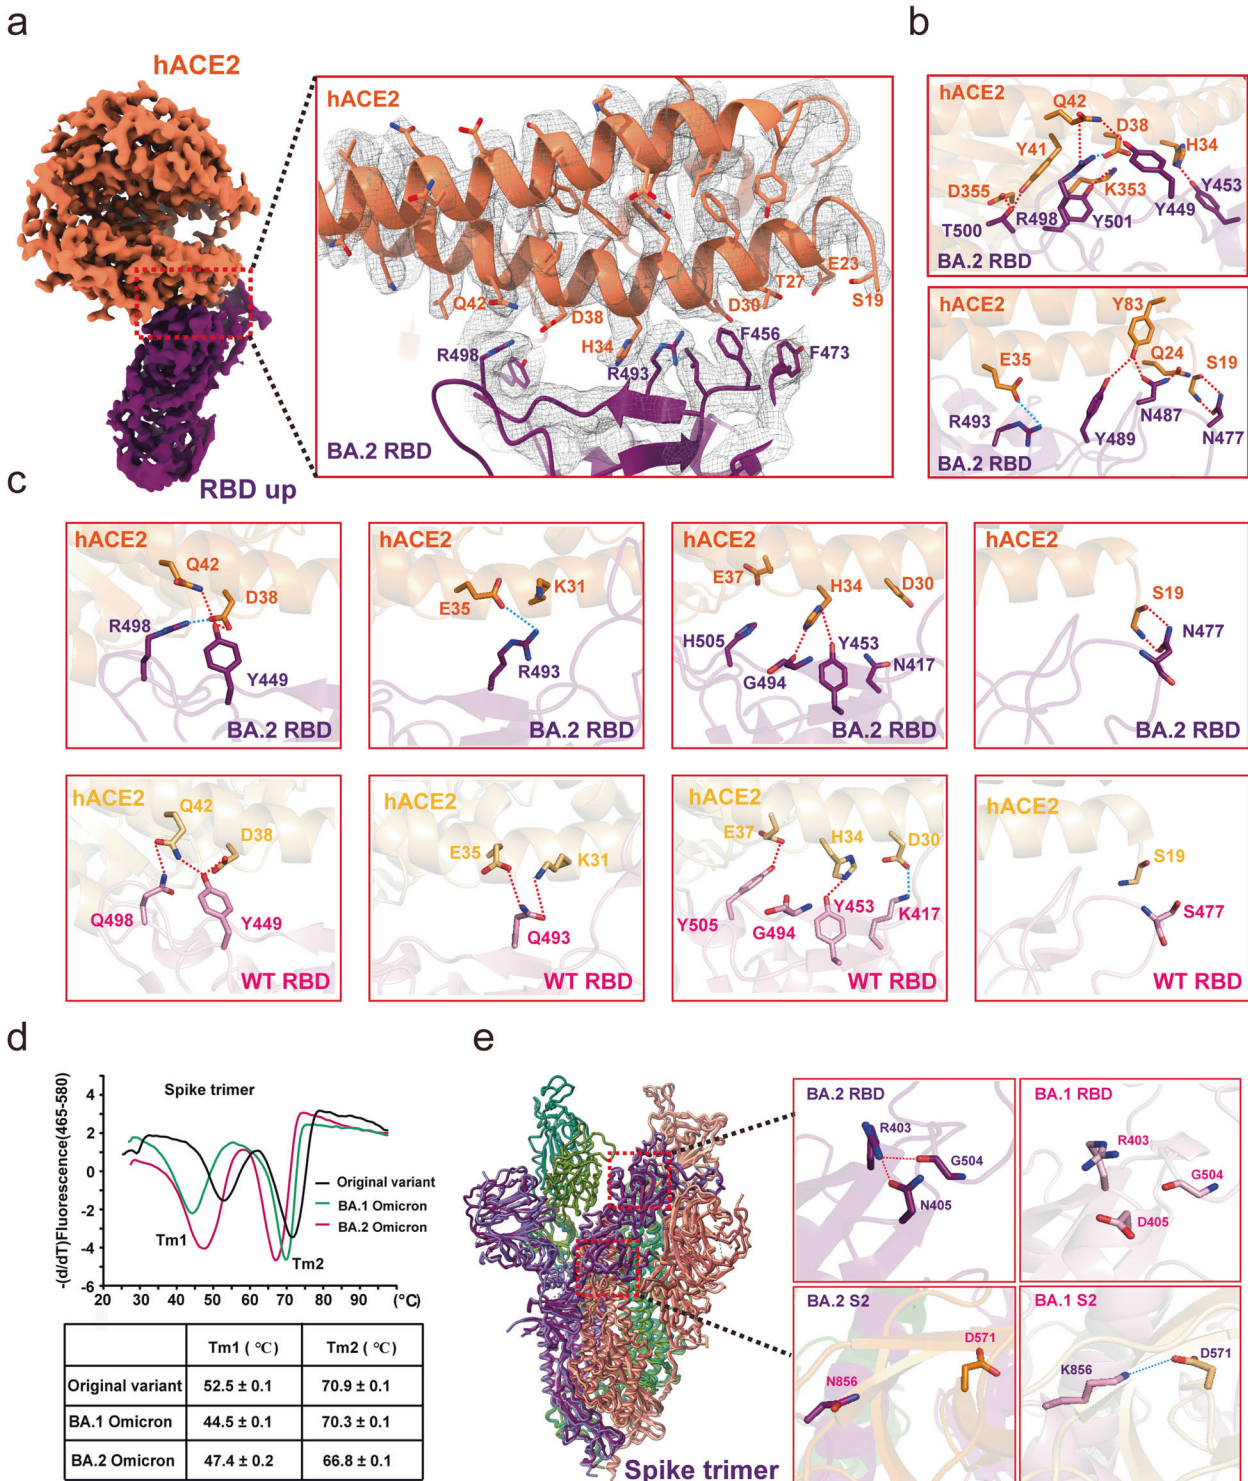 a
hACE2
RBD up
hACE2
Q42
D38
H34
D30
T27
E23
S19
R498
R493
F456
F473
BA.2 RBD
b
hACE2
Q42
D38
Y41
H34
D355
K353
Y453
T500
R498
Y501
Y449
BA.2 RBD
hACE2
Y83
E35
Q24
S19
R493
Y489
N487
N477
BA.2 RBD
c
hACE2
Q42
D38
R498
Y449
BA.2 RBD
hACE2
E35
K31
R493
BA.2 RBD
hACE2
E37
H34
D30
H505
G494
Y453
N417
BA.2 RBD
hACE2
S19
N477
BA.2 RBD
hACE2
Q42
D38
Q498
Y449
WT RBD
hACE2
E35
K31
Q493
WT RBD
hACE2
E37
H34
D30
Y505
G494
Y453
K417
WT RBD
hACE2
S19
S477
WT RBD
d
Spike trimer
-(d/dT)Fluorescence(465-580)
4
2
0
-2
-4
-6
20 30 40 50 60 70 80 90 (°C)
Tm1
Tm2
Original variant
BA.1 Omicron
BA.2 Omicron
Tm1 ( °C) Tm2 ( °C)
Original variant 52.5 ± 0.1 70.9 ± 0.1
BA.1 Omicron 44.5 ± 0.1 70.3 ± 0.1
BA.2 Omicron 47.4 ± 0.2 66.8 ± 0.1
e
Spike trimer
BA.2 RBD
R403
G504
N405
BA.1 RBD
R403
G504
D405
BA.2 S2
D571
N856
BA.1 S2
D571
K856